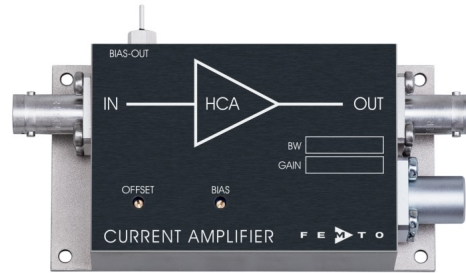 BIAS-OUT
IN HCA OUT
BW
GAIN
OFFSET BIAS
CURRENT AMPLIFIER FEMTO